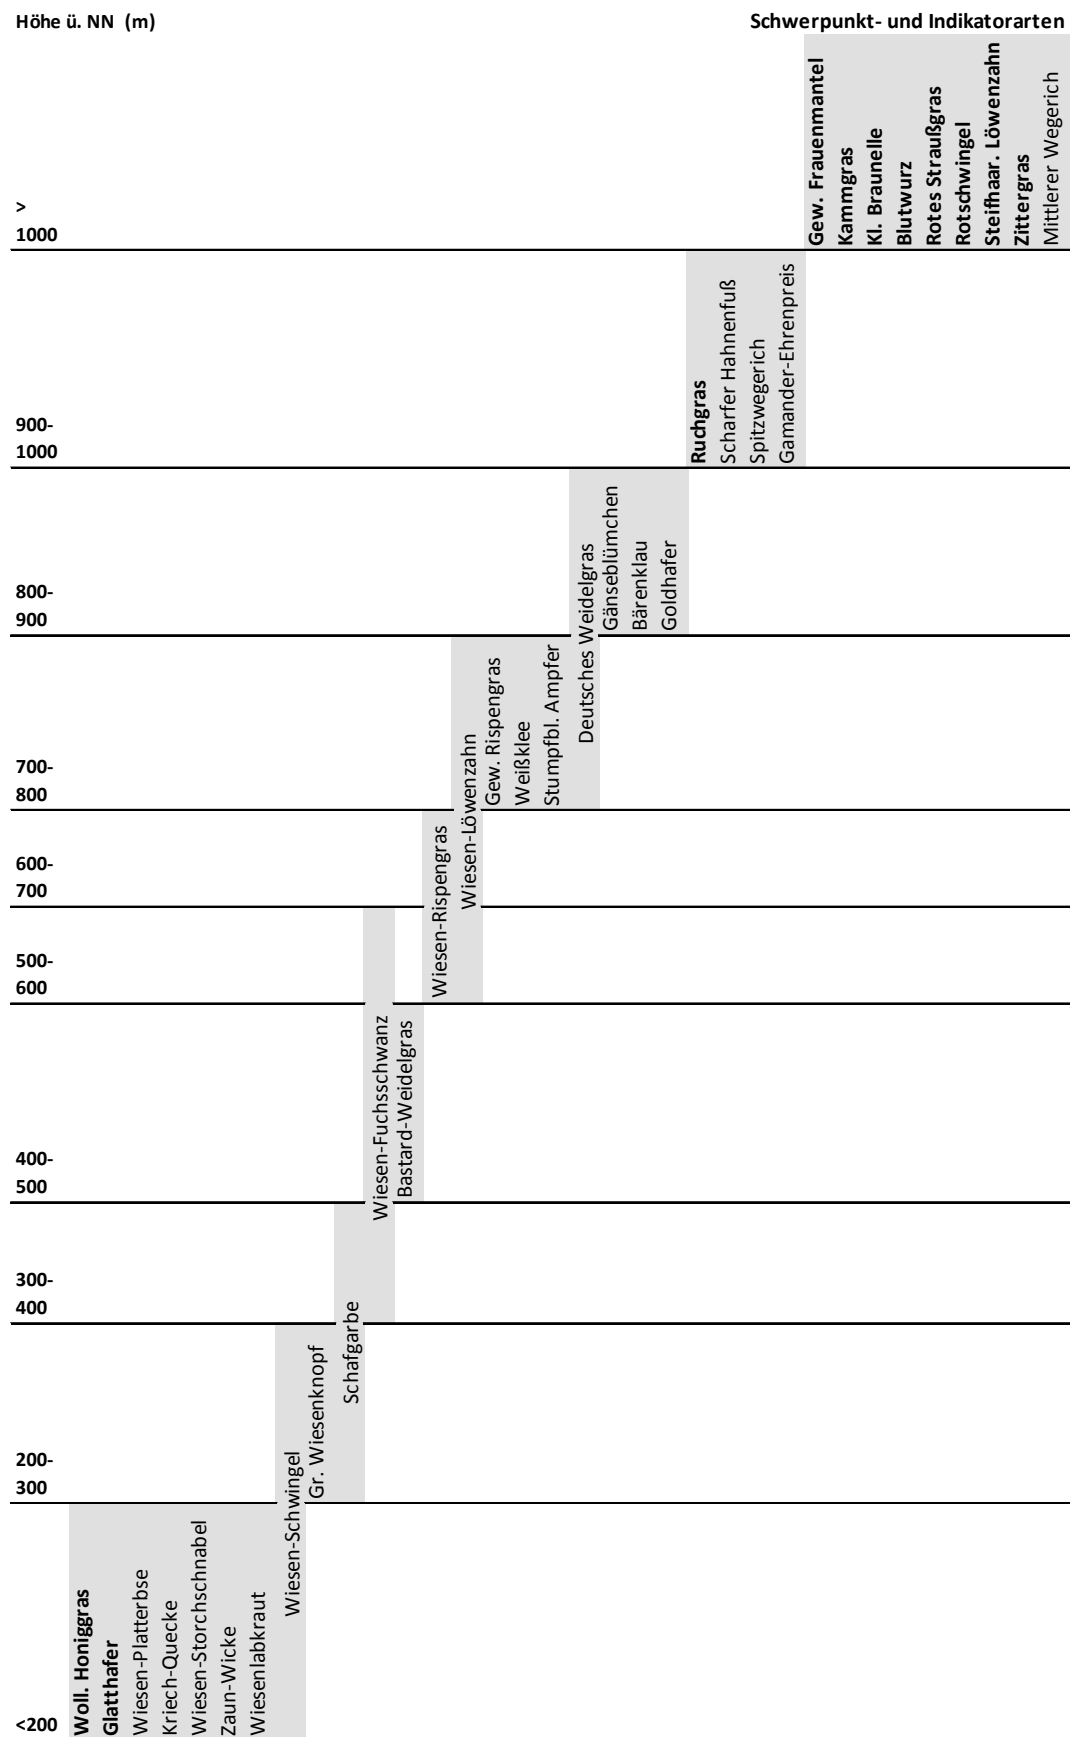 Höhe ü. NN (m)
Schwerpunkt- und Indikatorarten
>
1000
Gew. Frauenmantel
Kammgras
Kl. Braunelle
Blutwurz
Rotes Straußgras
Rotschwingel
Steifhaar. Löwenzahn
Zittergras
Mittlerer Wegerich
900-
1000
Ruchgras
Scharfer Hahnenfuß
Spitzwegerich
Gamander-Ehrenpreis
800-
900
Deutsches Weidelgras
Gänseblümchen
Bärenklau
Goldhafer
700-
800
Wiesen-Löwenzahn
Gew. Rispengras
Weißklee
Stumpfbl. Ampfer
600-
700
Wiesen-Rispengras
500-
600
Wiesen-Fuchsschwanz
Bastard-Weidelgras
400-
500
300-
400
Schafgarbe
200-
300
Wiesen-Schwingel
Gr. Wiesenknopf
<200
Woll. Honiggras
Glatthafer
Wiesen-Platterbse
Kriech-Quecke
Wiesen-Storchschnabel
Zaun-Wicke
Wiesenlabkraut